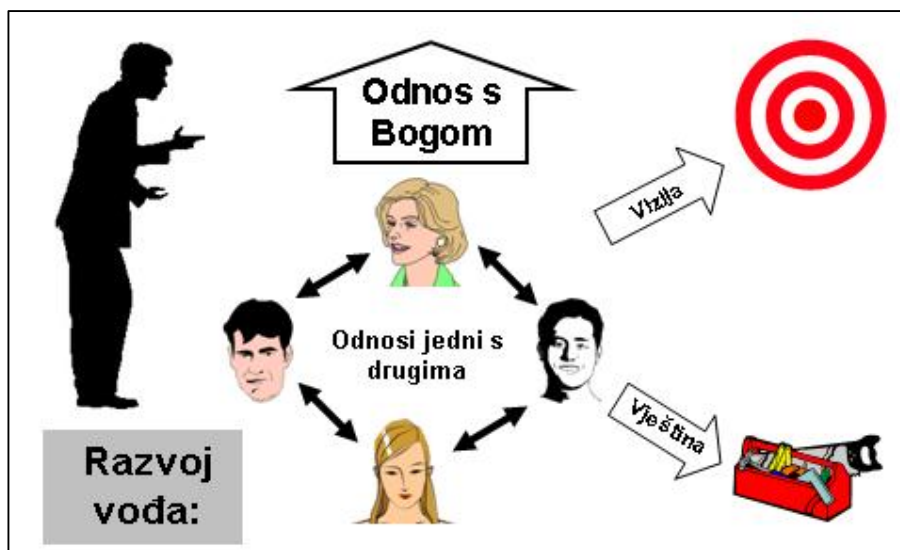 Odnos s
Bogom
Vizija
Odnosi jedni s
drugima
Vještina
Razvoj
vođa: